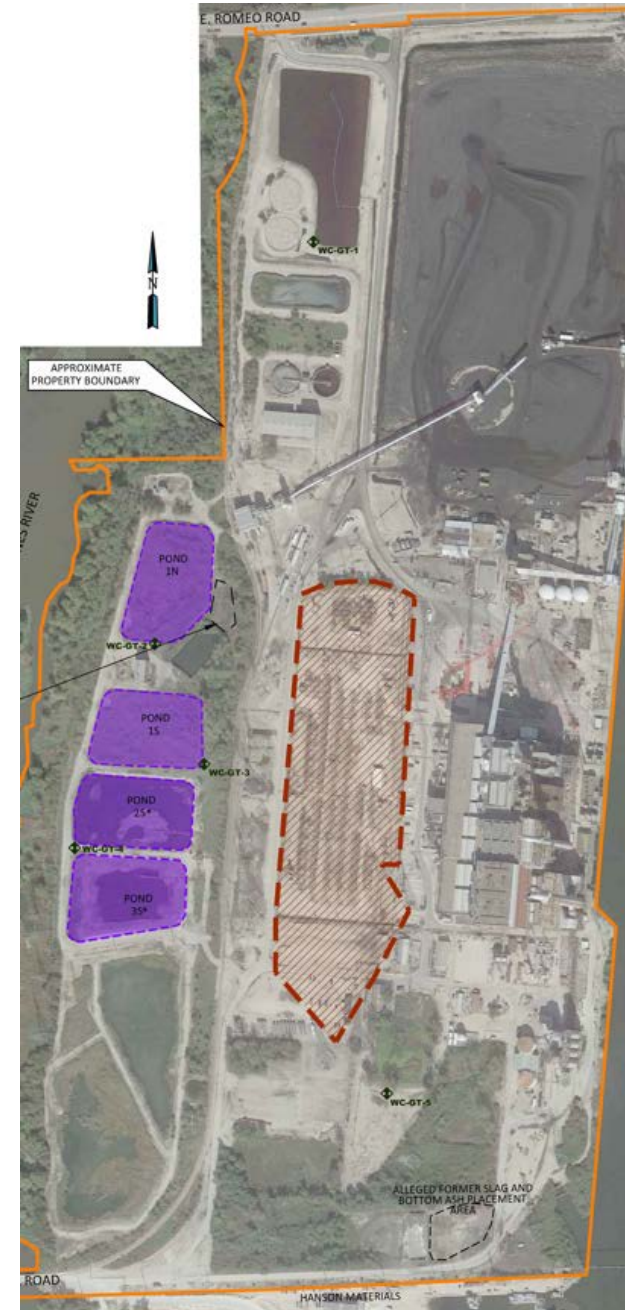 E. ROMEO ROAD
WC-GT-1
N
APPROXIMATE
PROPERTY BOUNDARY
RIVER
POND
1N
WC-GT-2
POND
1S
WC-GT-3
POND
2S*
WC-GT-4
POND
3S*
WC-GT-5
ALLEGED FORMER SLAG AND
BOTTOM ASH PLACEMENT
AREA
ROAD
HANSON MATERIALS